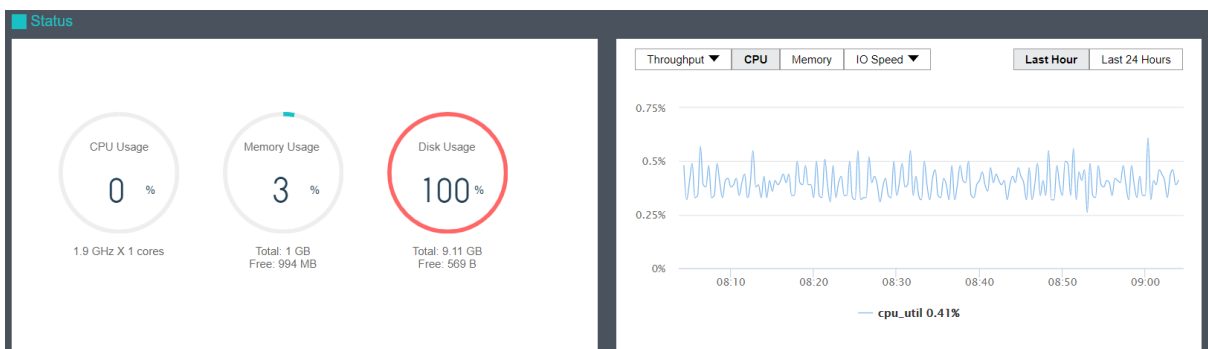 Status
CPU Usage
0 %
1.9 GHz X 1 cores
Memory Usage
3 %
Total: 1 GB
Free: 994 MB
Disk Usage
100 %
Total: 9.11 GB
Free: 569 B
Throughput ▼ CPU Memory IO Speed ▼
Last Hour Last 24 Hours
0.75%
0.5%
0.25%
0%
08:10 08:20 08:30 08:40 08:50 09:00
cpu_util 0.41%